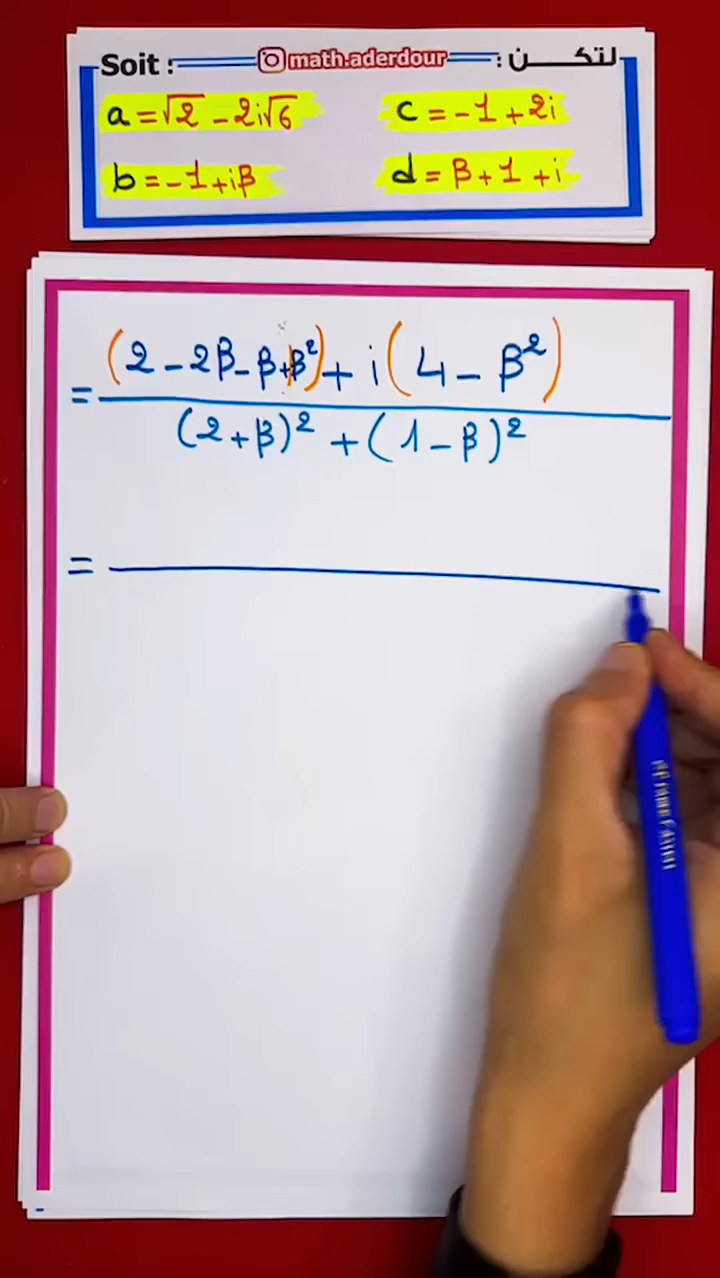 Soit : math.aderdour لتكـــــن :
a = √2 - 2i√6 c = -1 + 2i
b = -1 + iβ d = β + 1 + i
= (2 - 2β - β + β²) + i (4 - β²)
(2 + β)² + (1 - β)²
=